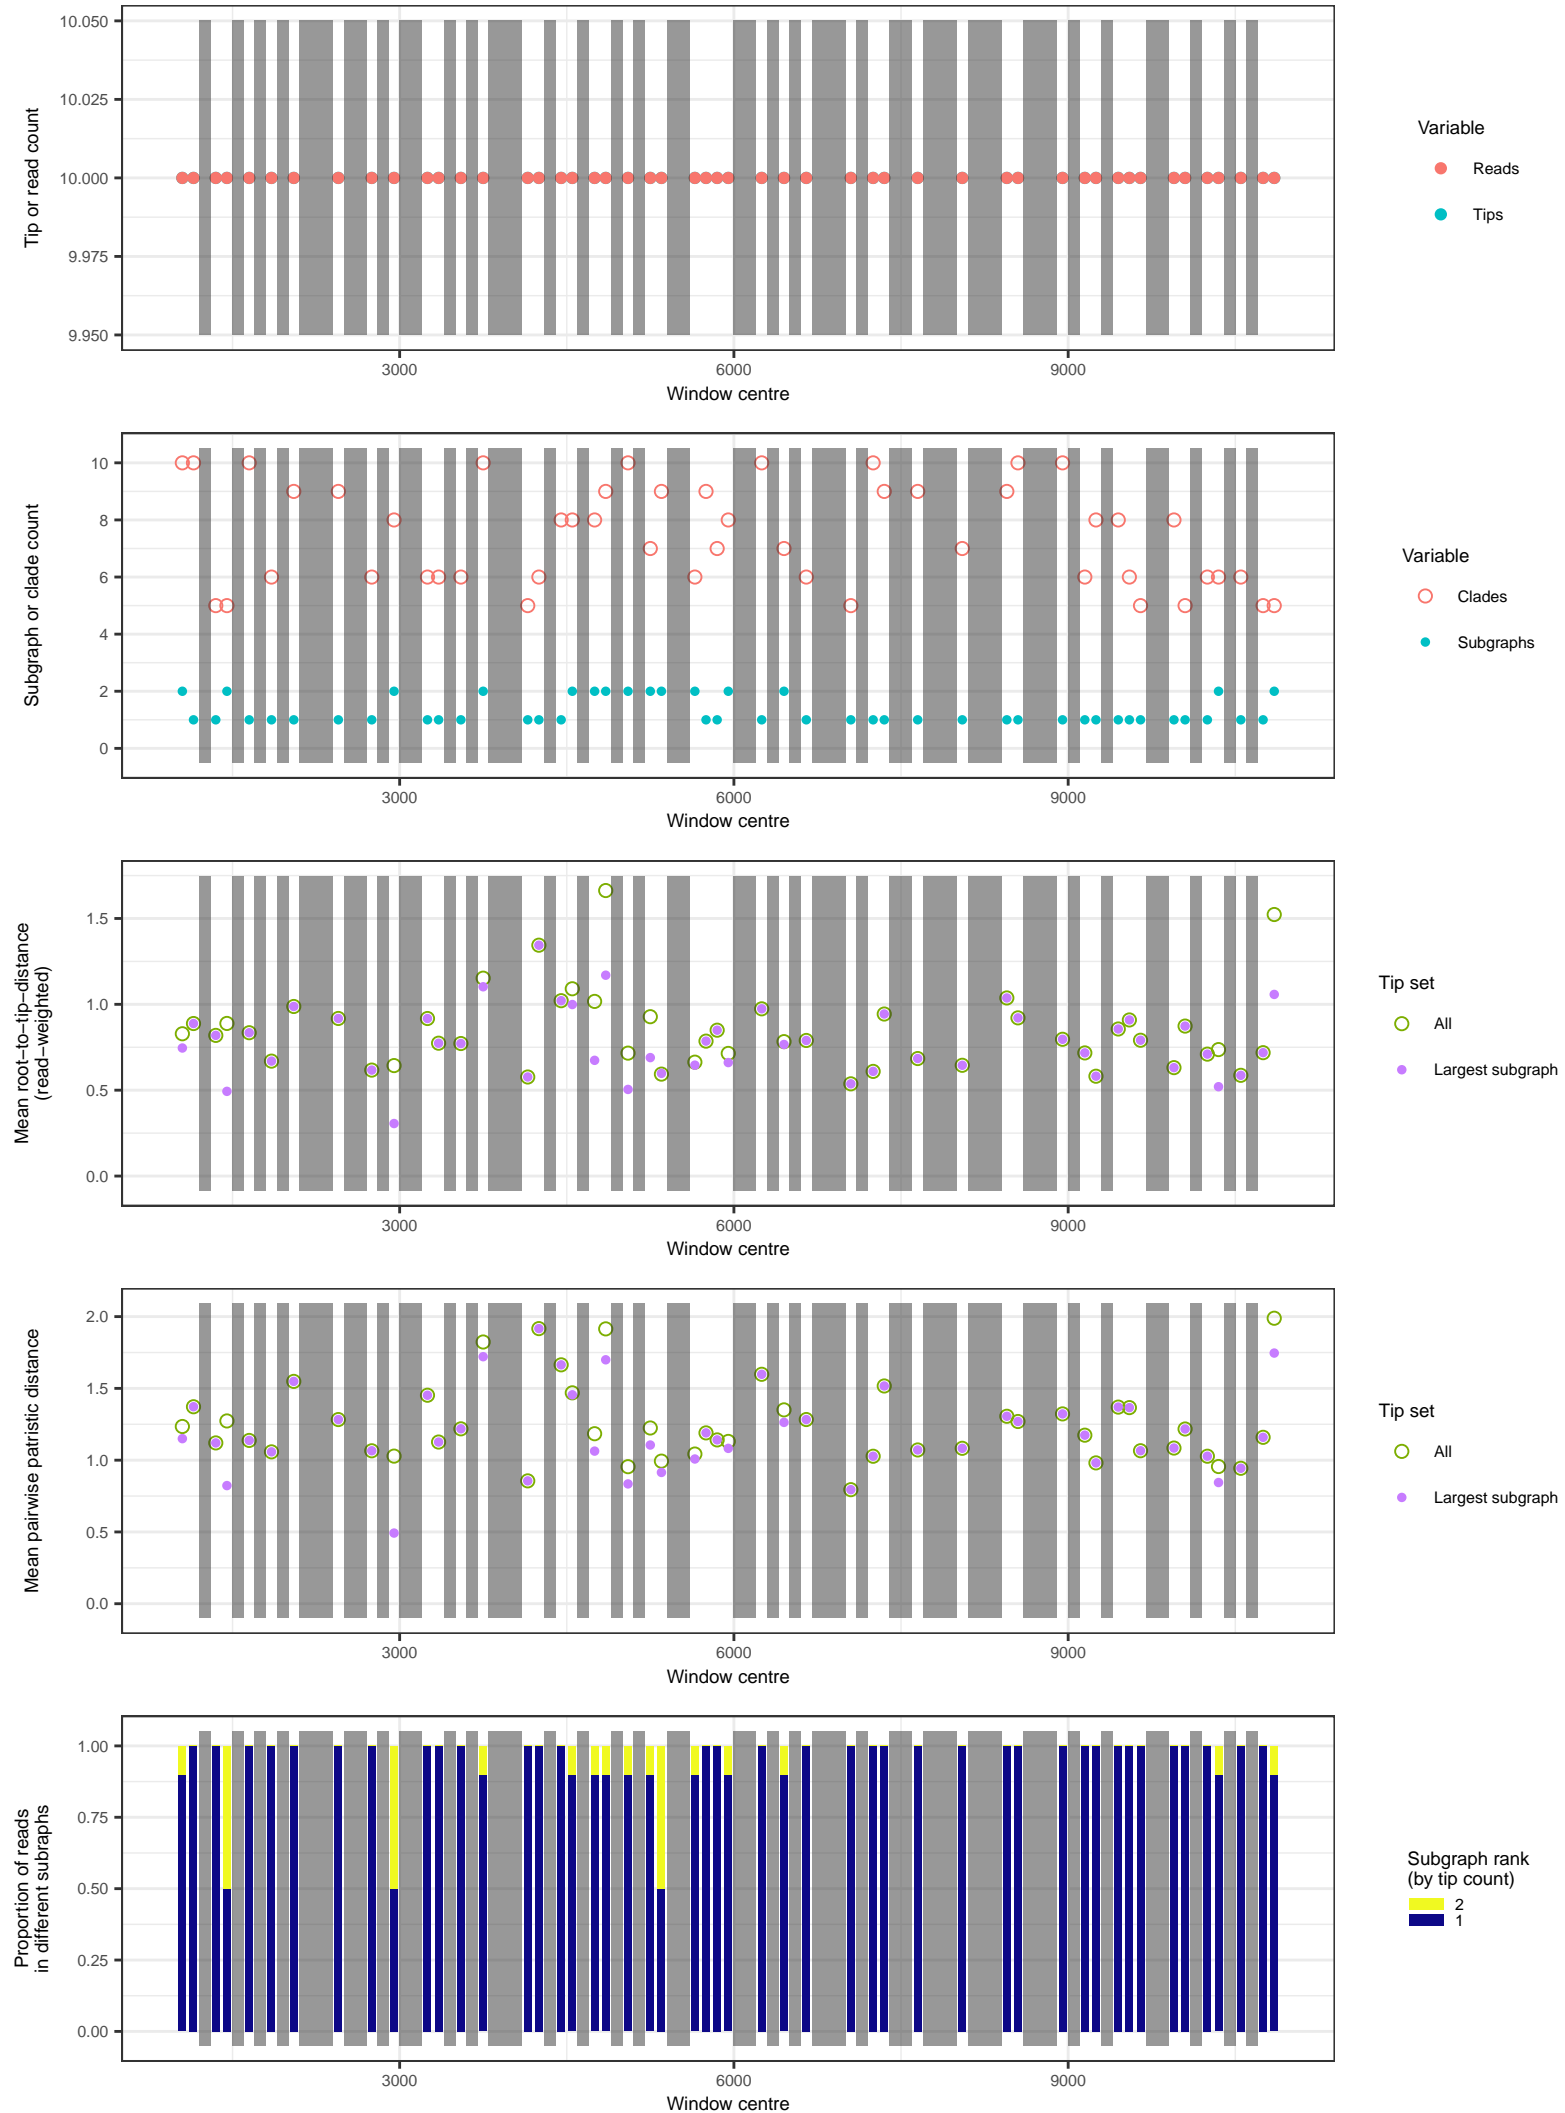 10.050
10.025
10.000
9.975
9.950
Tip or read count
3000
6000
9000
Window centre
Variable
Reads
Tips
10
8
6
4
2
0
Subgraph or clade count
3000
6000
9000
Window centre
Variable
Clades
Subgraphs
1.5
1.0
0.5
0.0
Mean root−to−tip−distance
(read−weighted)
3000
6000
9000
Window centre
Tip set
All
Largest subgraph
2.0
1.5
1.0
0.5
0.0
Mean pairwise patristic distance
3000
6000
9000
Window centre
Tip set
All
Largest subgraph
1.00
0.75
0.50
0.25
0.00
Proportion of reads
in different subraphs
3000
6000
9000
Window centre
Subgraph rank
(by tip count)
2
1